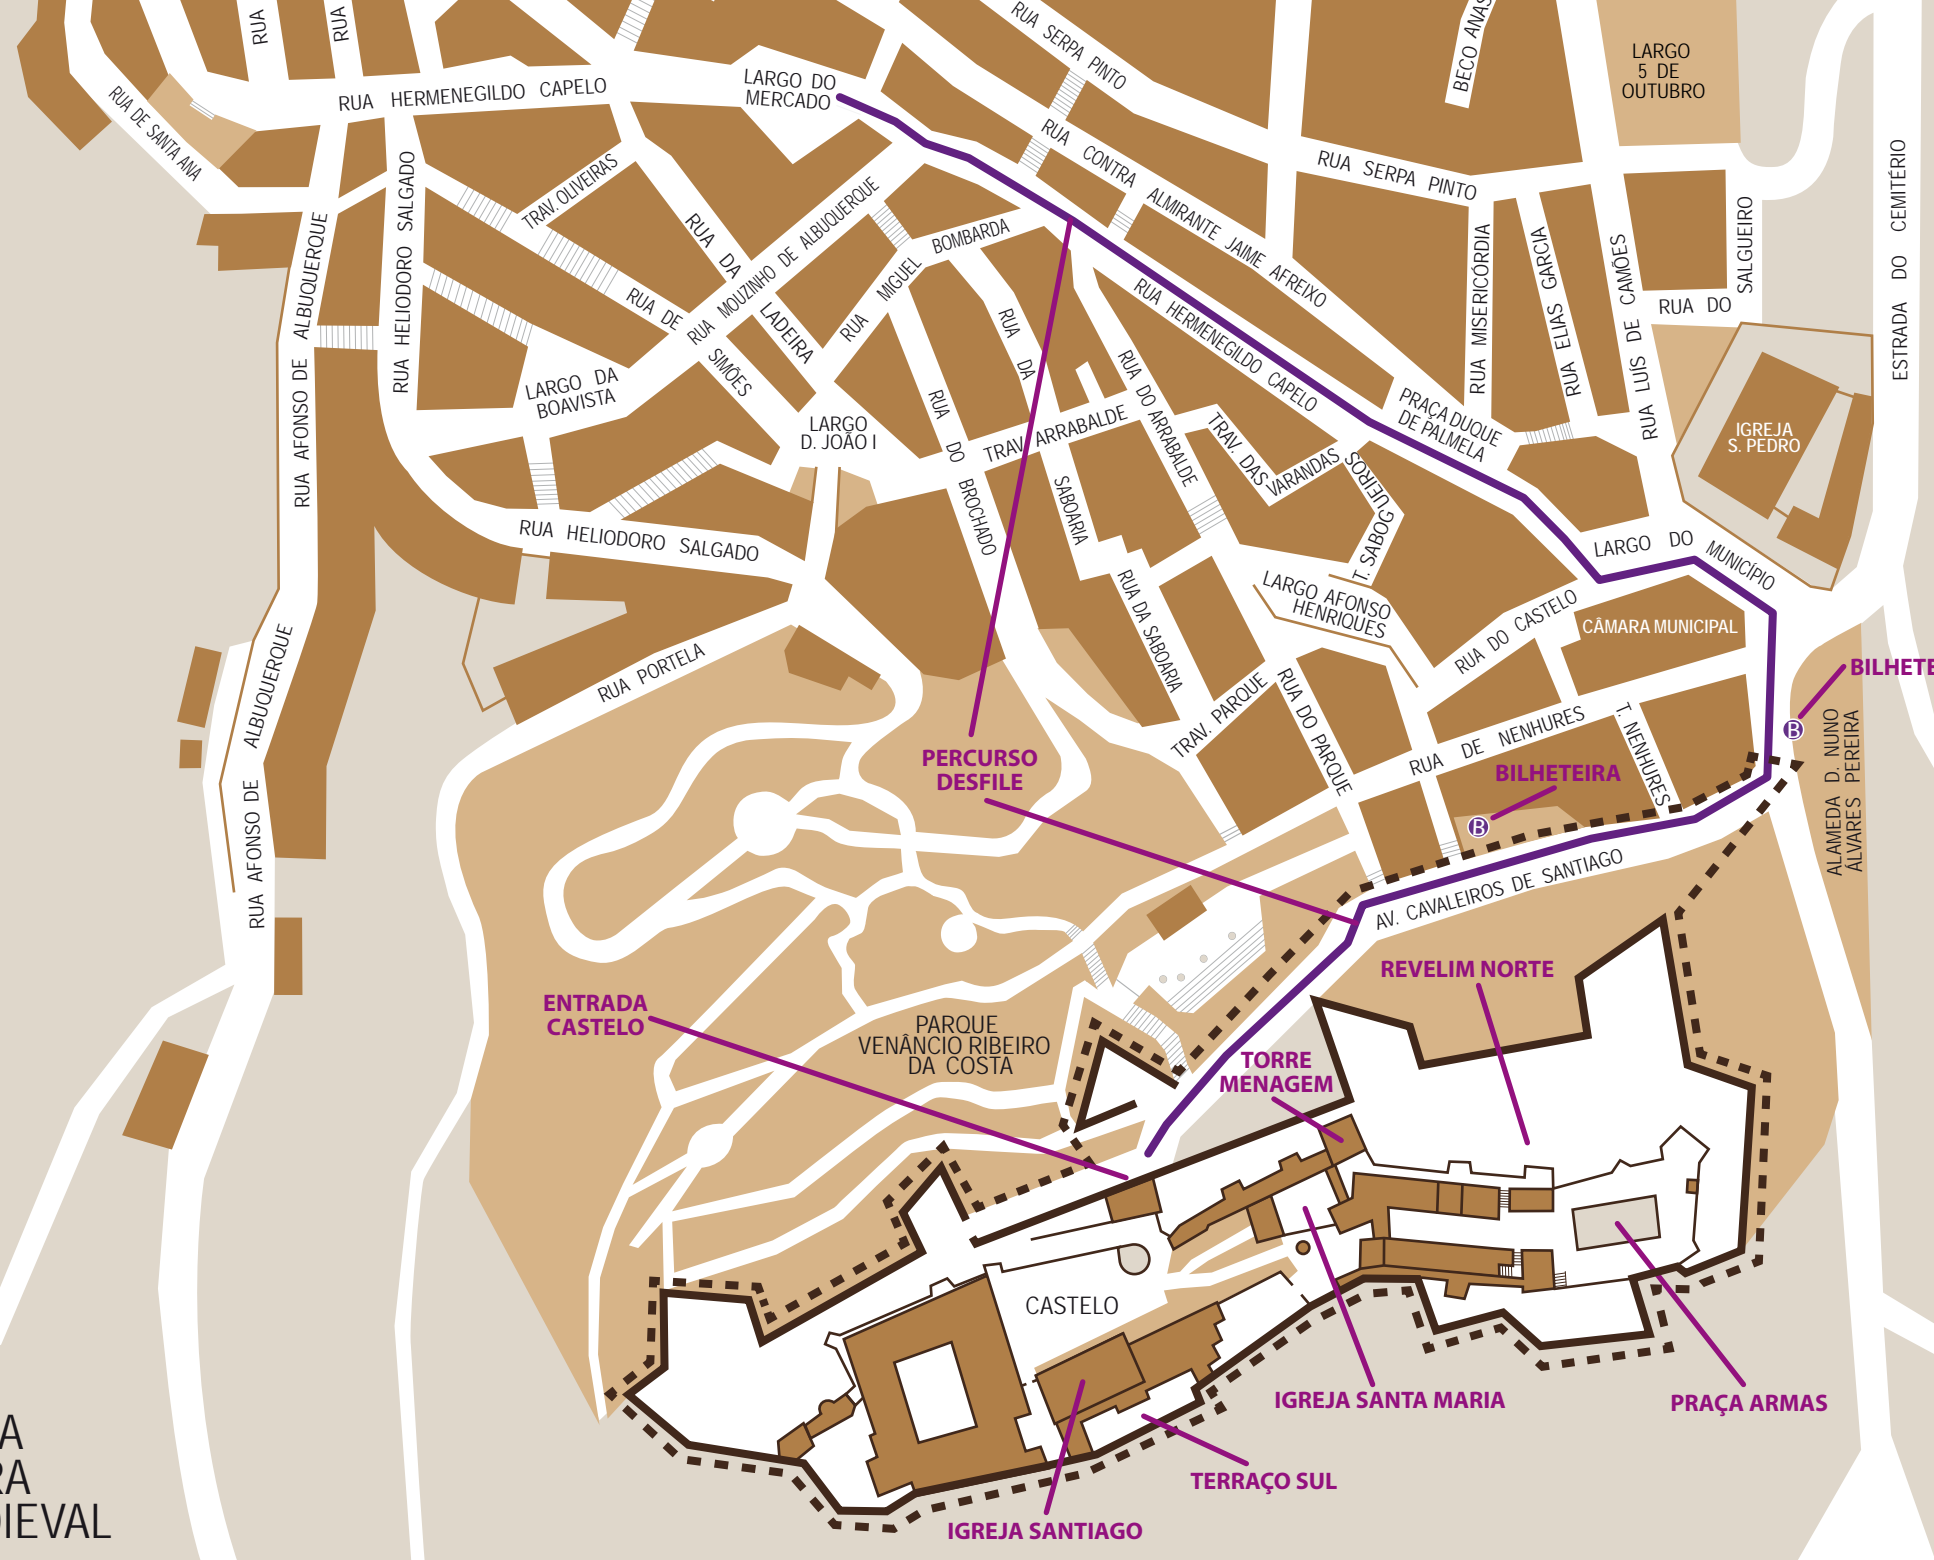 RUA
RUA
RUA SERPA PINTO
BECO ANAS
LARGO
5 DE
OUTUBRO
RUA DE SANTA ANA
RUA HERMENEGILDO CAPELO
LARGO DO
MERCADO
RUA CONTRA ALMIRANTE JAIME AFREIXO
RUA SERPA PINTO
ESTRADA DO CEMITÉRIO
TRAV. OLIVEIRAS
RUA HELIODORO SALGADO
RUA DA LADEIRA
RUA MOUZINHO DE ALBUQUERQUE
RUA MIGUEL BOMBARDA
RUA AFONSO DE ALBUQUERQUE
RUA DE SIMÕES
RUA HERMENEGILDO CAPELO
RUA MISERICÓRDIA
RUA ELIAS GARCIA
RUA LUÍS DE CAMÕES
RUA DO SALGUEIRO
LARGO DA
BOAVISTA
LARGO
D. JOÃO I
RUA DO BROCHADO
RUA DA SABOARIA
TRAV. ARRABALDE
RUA DO ARRABALDE
TRAV. DAS VARANDAS
T. SABOGUEIROS
PRAÇA DUQUE
DE PALMELA
IGREJA
S. PEDRO
RUA HELIODORO SALGADO
LARGO DO MUNICÍPIO
RUA DA SABOARIA
LARGO AFONSO
HENRIQUES
RUA DO CASTELO
CÂMARA MUNICIPAL
RUA PORTELA
ALBUQUERQUE
RUA AFONSO DE
TRAV. PARQUE
RUA DO PARQUE
RUA DE NENHURES
T. NENHURES
BILHETE
B
ALAMEDA D. NUNO
ÁLVARES PEREIRA
PERCURSO
DESFILE
BILHETEIRA
B
AV. CAVALEIROS DE SANTIAGO
REVELIM NORTE
ENTRADA
CASTELO
PARQUE
VENÂNCIO RIBEIRO
DA COSTA
TORRE
MENAGEM
CASTELO
IGREJA SANTA MARIA
PRAÇA ARMAS
TERRAÇO SUL
IGREJA SANTIAGO
A
RA
DIEVAL